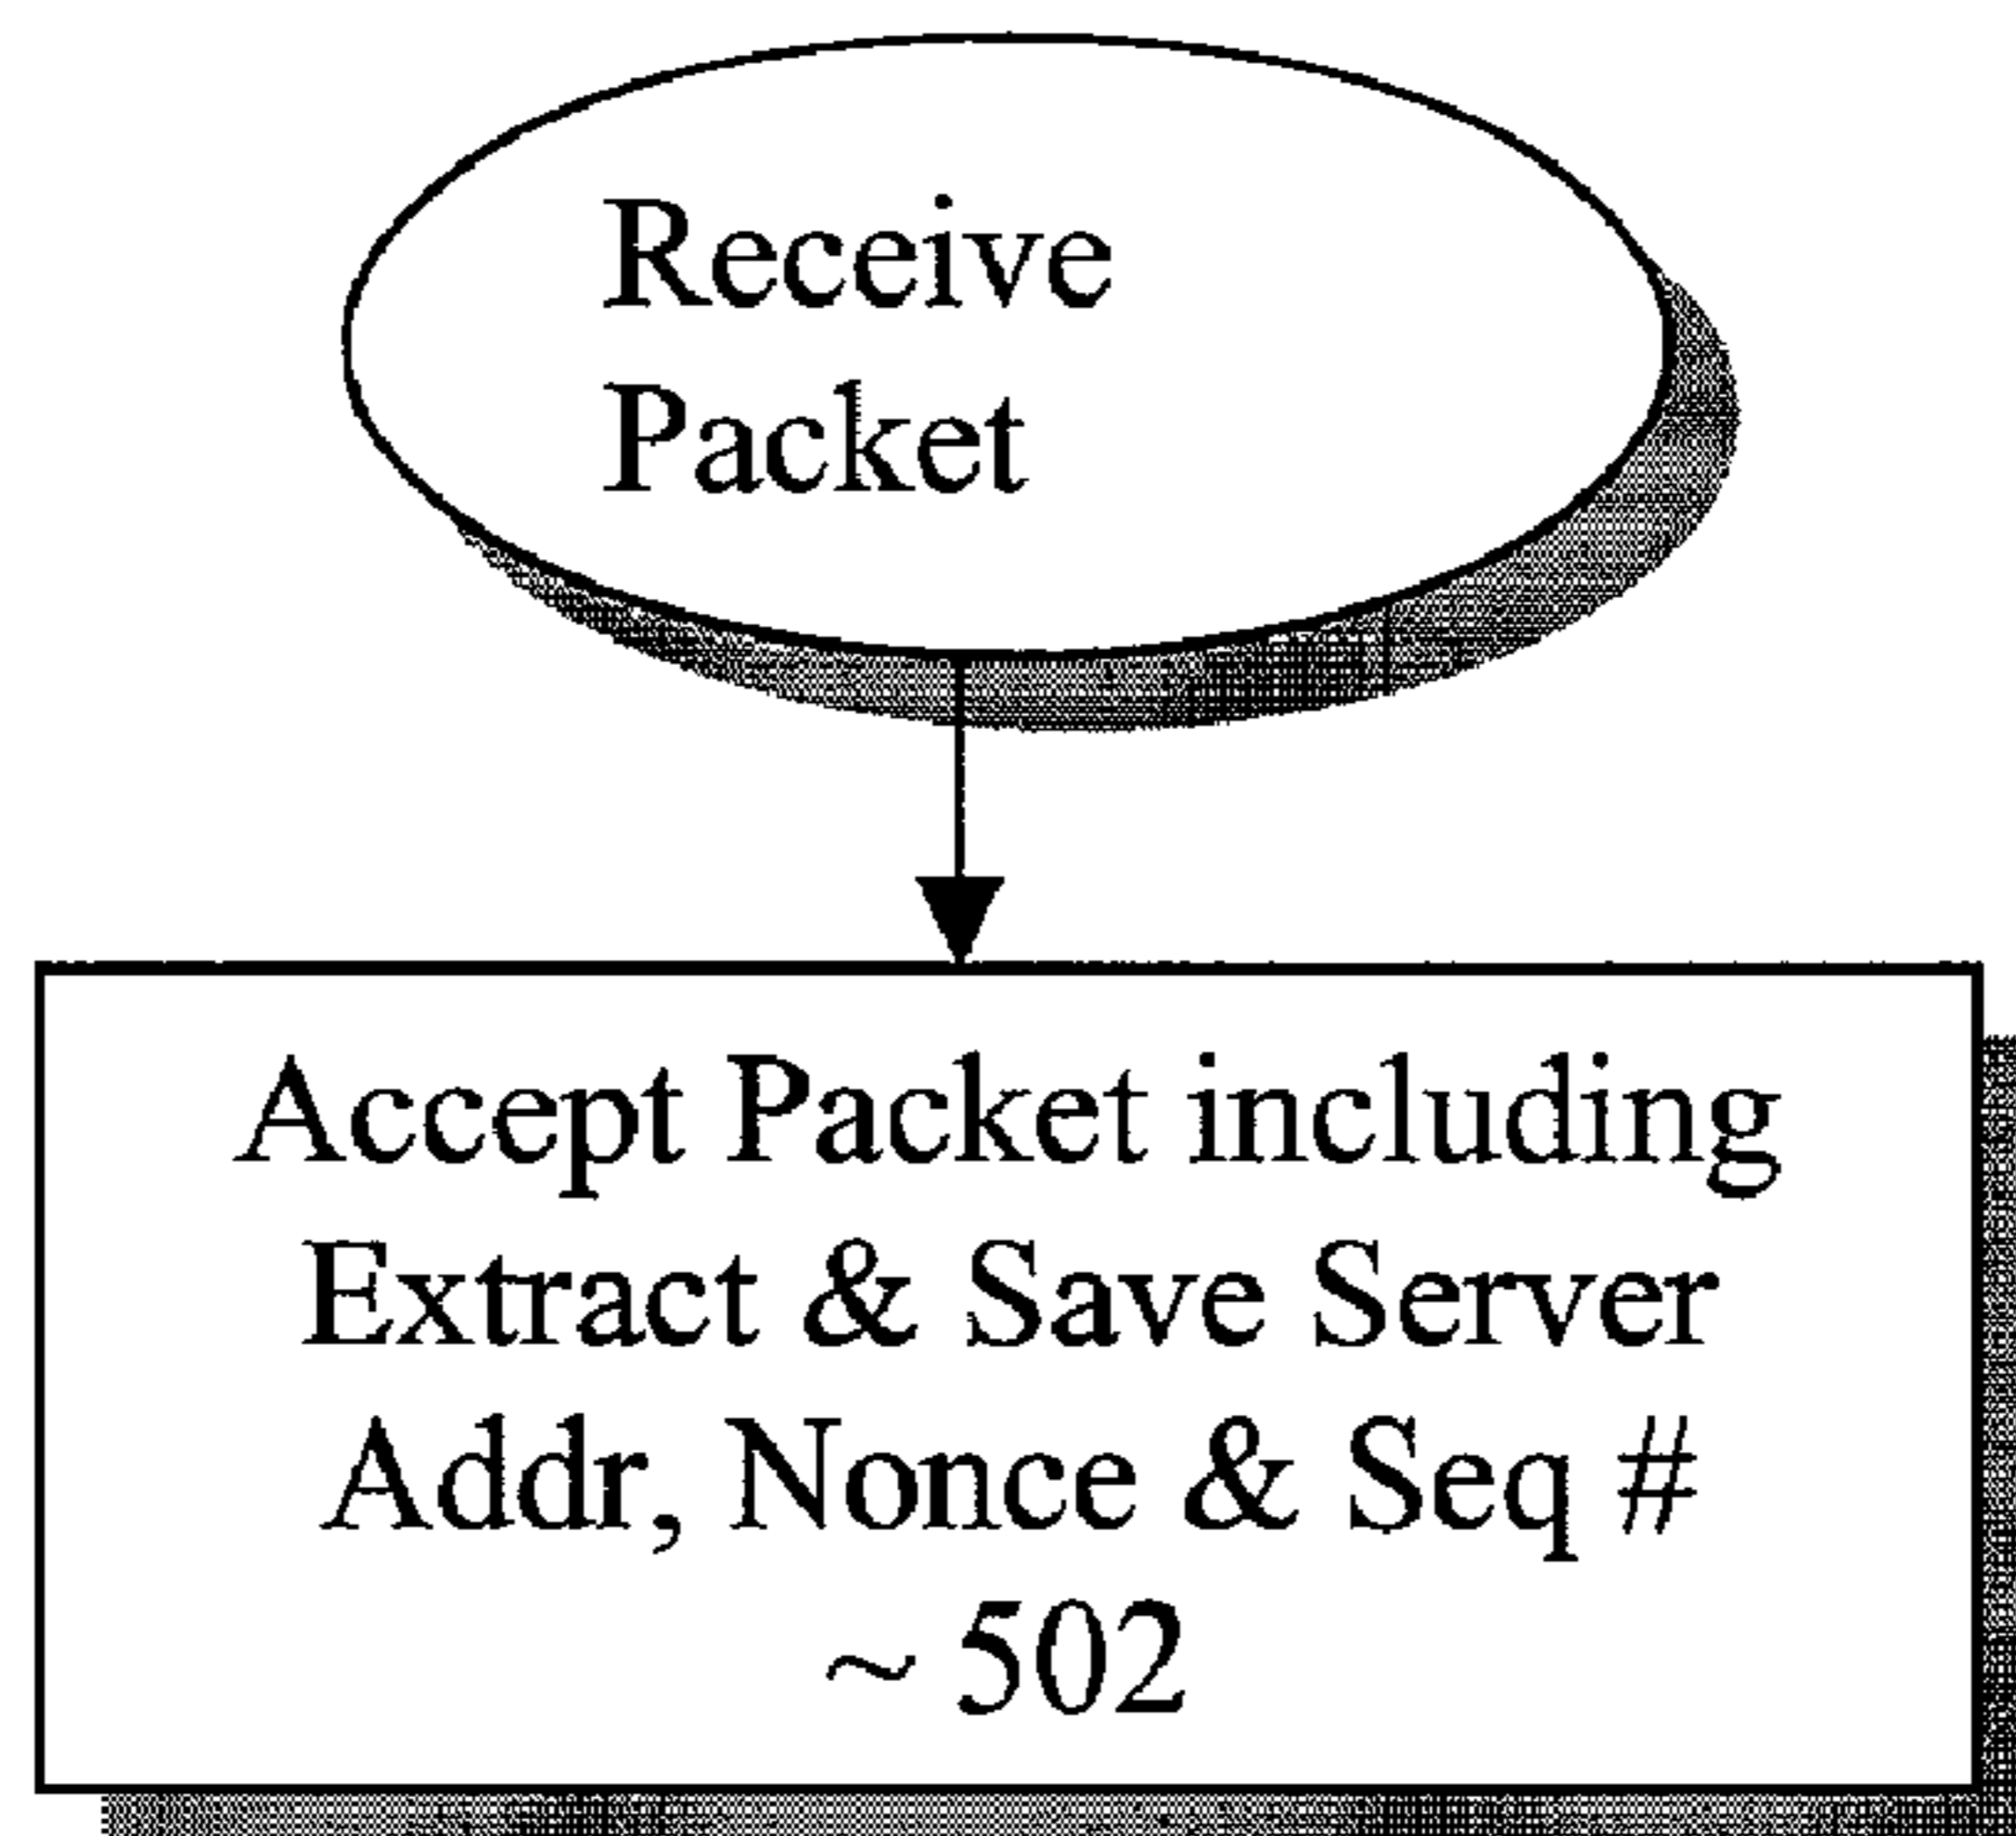 Receive
Packet
Accept Packet including
Extract & Save Server
Addr, Nonce & Seq #
~ 502